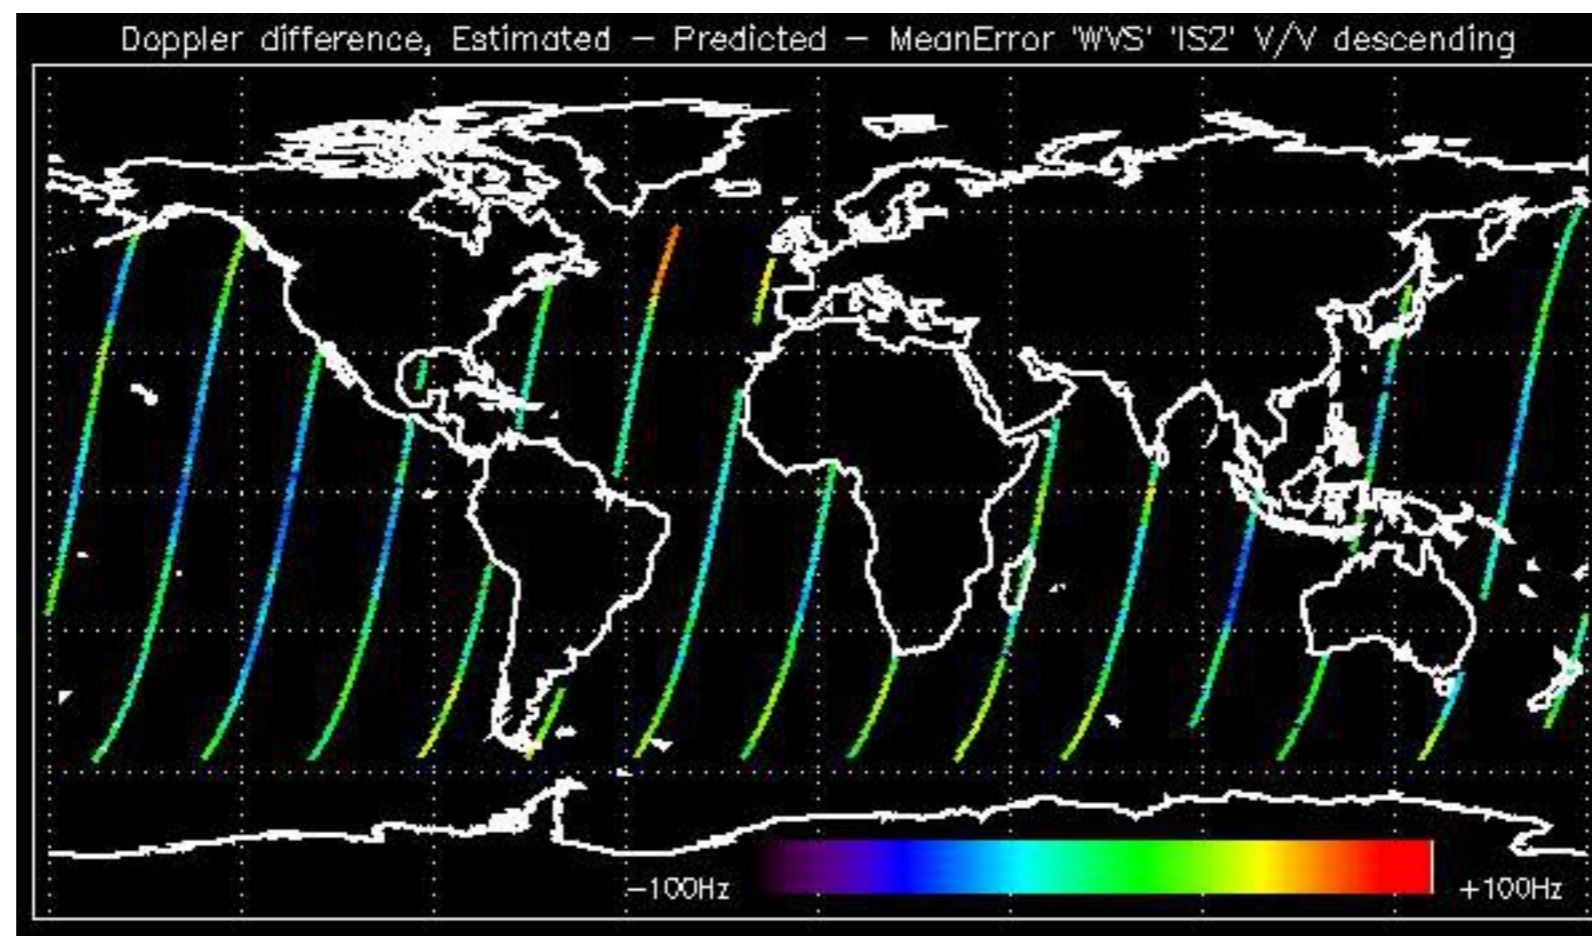 Doppler difference, Estimated − Predicted − MeanError 'WVS' 'IS2' V/V descending
−100Hz +100Hz